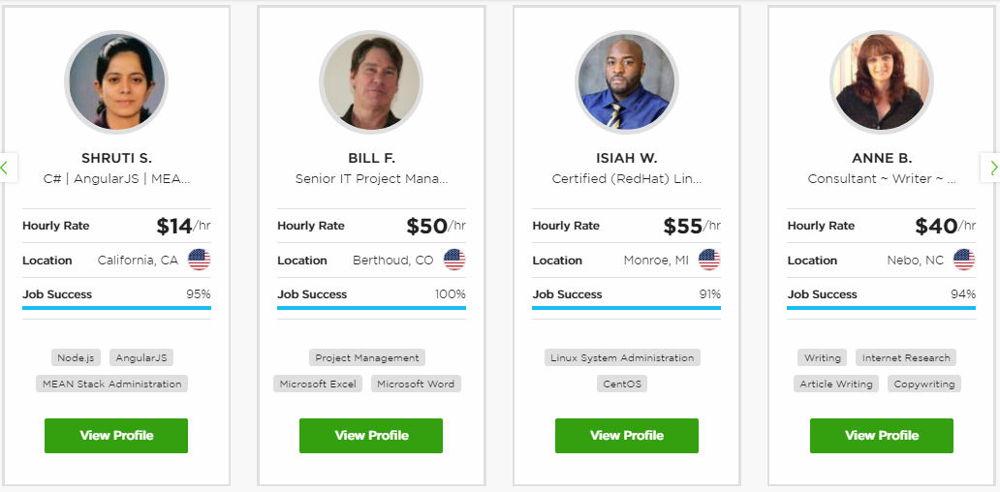 SHRUTI S.
C# | AngularJS | MEA...
Hourly Rate $14/hr
Location California, CA
Job Success 95%
Node.js AngularJS
MEAN Stack Administration
View Profile
BILL F.
Senior IT Project Mana...
Hourly Rate $50/hr
Location Berthoud, CO
Job Success 100%
Project Management
Microsoft Excel Microsoft Word
View Profile
ISIAH W.
Certified (RedHat) Lin...
Hourly Rate $55/hr
Location Monroe, MI
Job Success 91%
Linux System Administration
CentOS
View Profile
ANNE B.
Consultant ~ Writer ~ ...
Hourly Rate $40/hr
Location Nebo, NC
Job Success 94%
Writing Internet Research
Article Writing Copywriting
View Profile